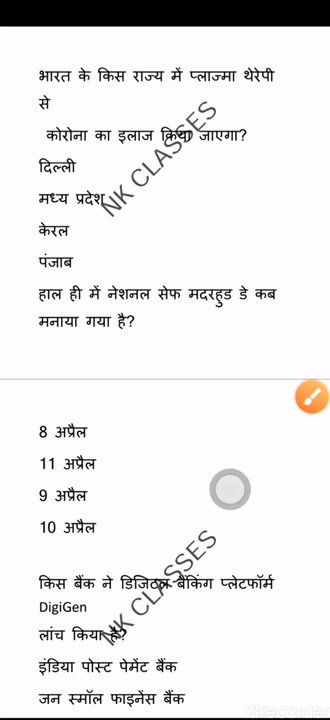 भारत के किस राज्य में प्लाज्मा थेरेपी
से
कोरोना का इलाज किया जाएगा?
दिल्ली
मध्य प्रदेश
केरल
पंजाब
हाल ही में नेशनल सेफ मदरहुड डे कब
मनाया गया है?
NK CLASSES
8 अप्रैल
11 अप्रैल
9 अप्रैल
10 अप्रैल
किस बैंक ने डिजिटल बैंकिंग प्लेटफॉर्म
DigiGen
लांच किया है?
इंडिया पोस्ट पेमेंट बैंक
जन स्मॉल फाइनेंस बैंक
NK CLASSES
XRecorder